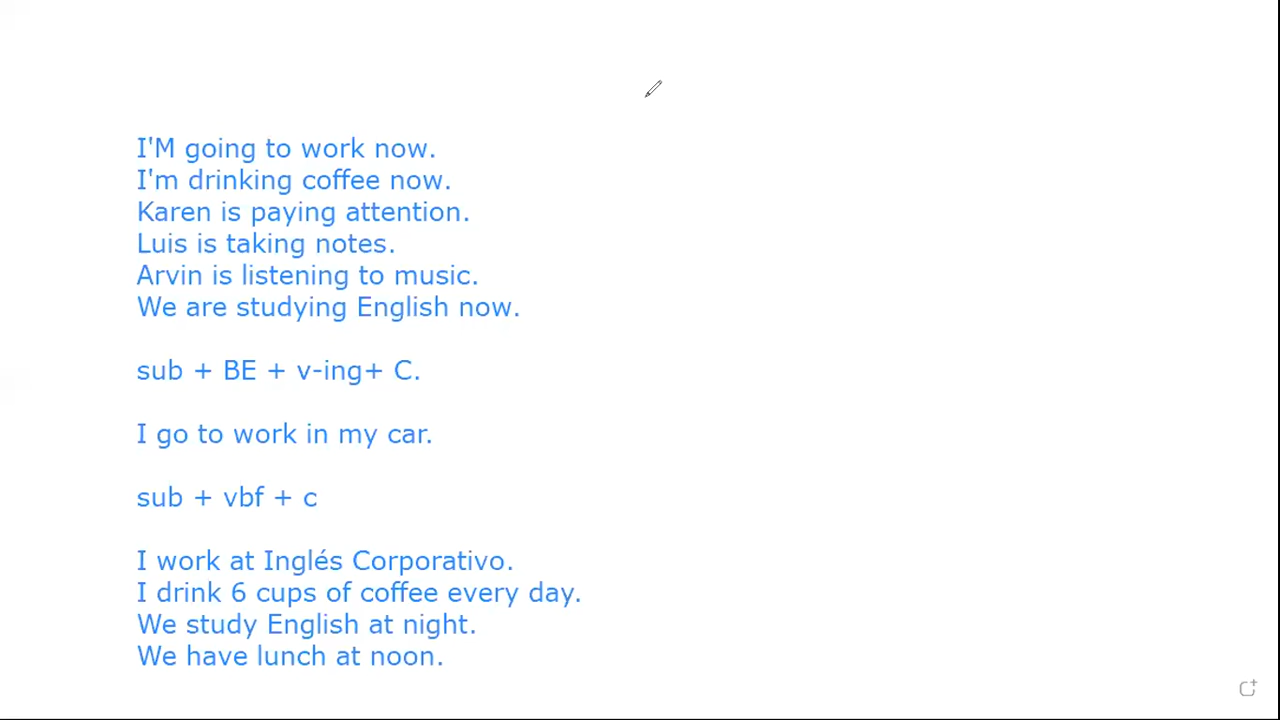 I'M going to work now.
I'm drinking coffee now.
Karen is paying attention.
Luis is taking notes.
Arvin is listening to music.
We are studying English now.
sub + BE + v-ing+ C.
I go to work in my car.
sub + vbf + c
I work at Inglés Corporativo.
I drink 6 cups of coffee every day.
We study English at night.
We have lunch at noon.